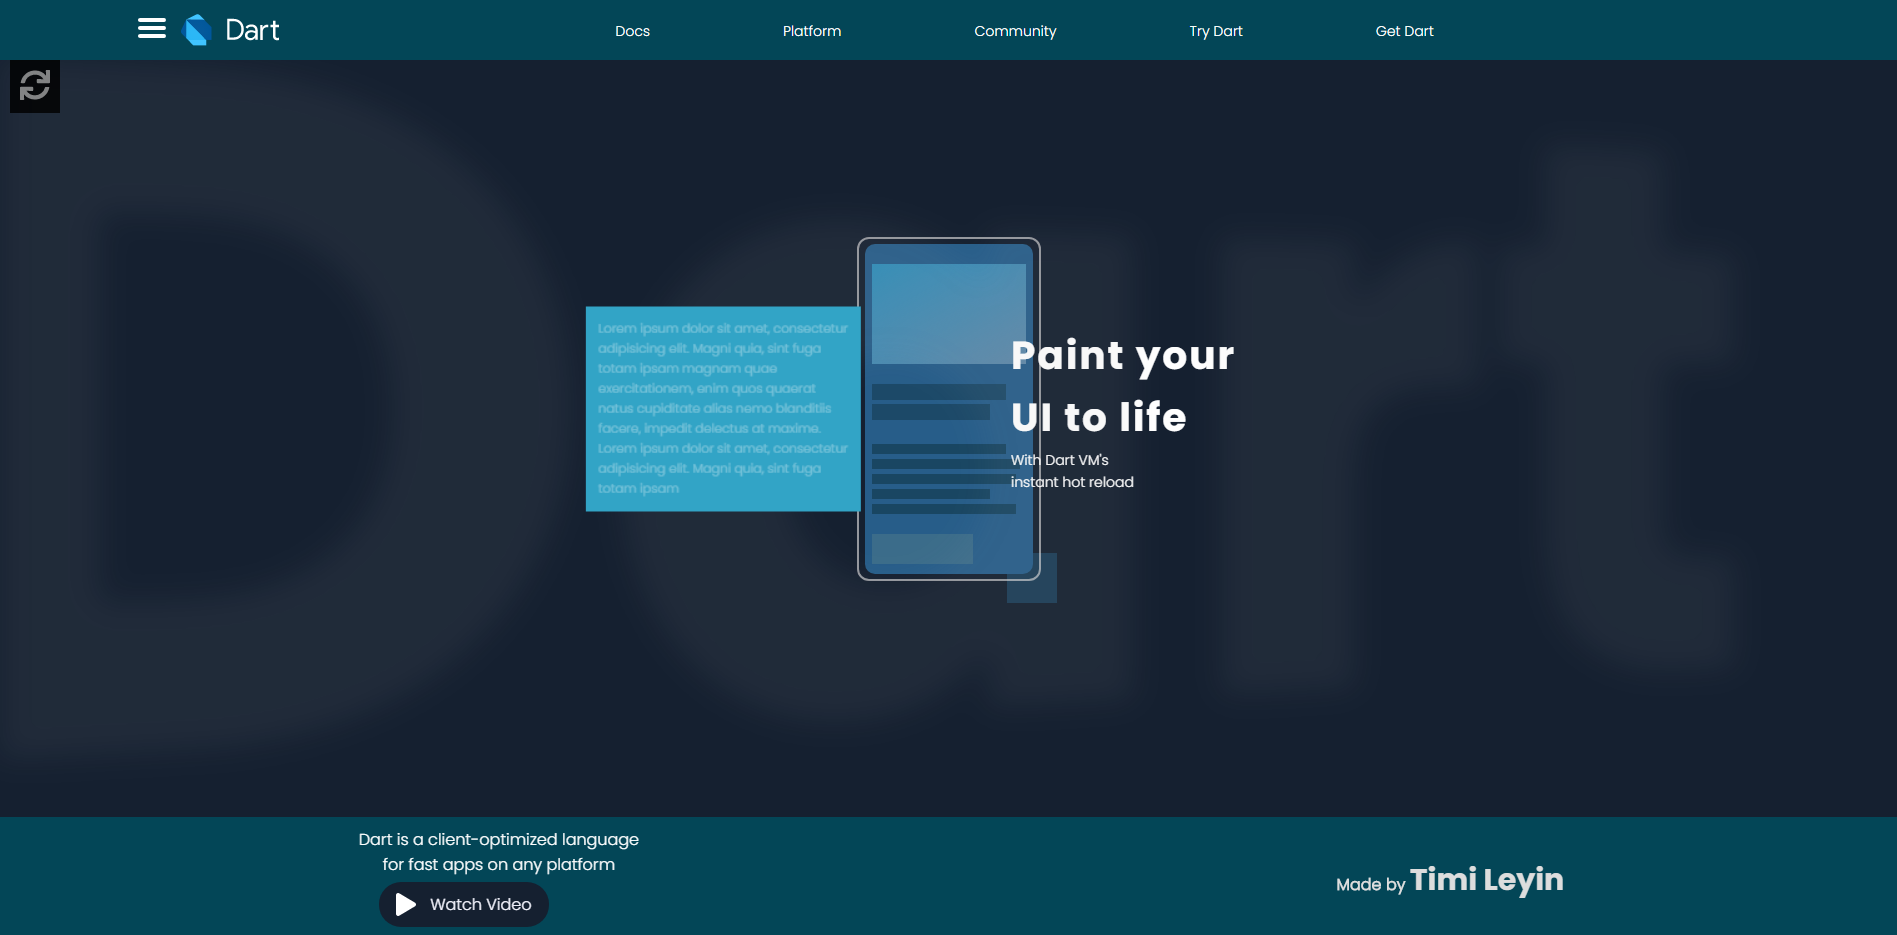 Dart
Docs
Platform
Community
Try Dart
Get Dart
Dart
Lorem ipsum dolor sit amet, consectetur
adipisicing elit. Magni quia, sint fuga
totam ipsam magnam quae
exercitationem, enim quos quaerat
natus cupiditate alias nemo blanditiis
facere, impedit delectus at maxime.
Lorem ipsum dolor sit amet, consectetur
adipisicing elit. Magni quia, sint fuga
totam ipsam
Paint your
UI to life
With Dart VM's
instant hot reload
Dart is a client-optimized language
for fast apps on any platform
Watch Video
Made by Timi Leyin